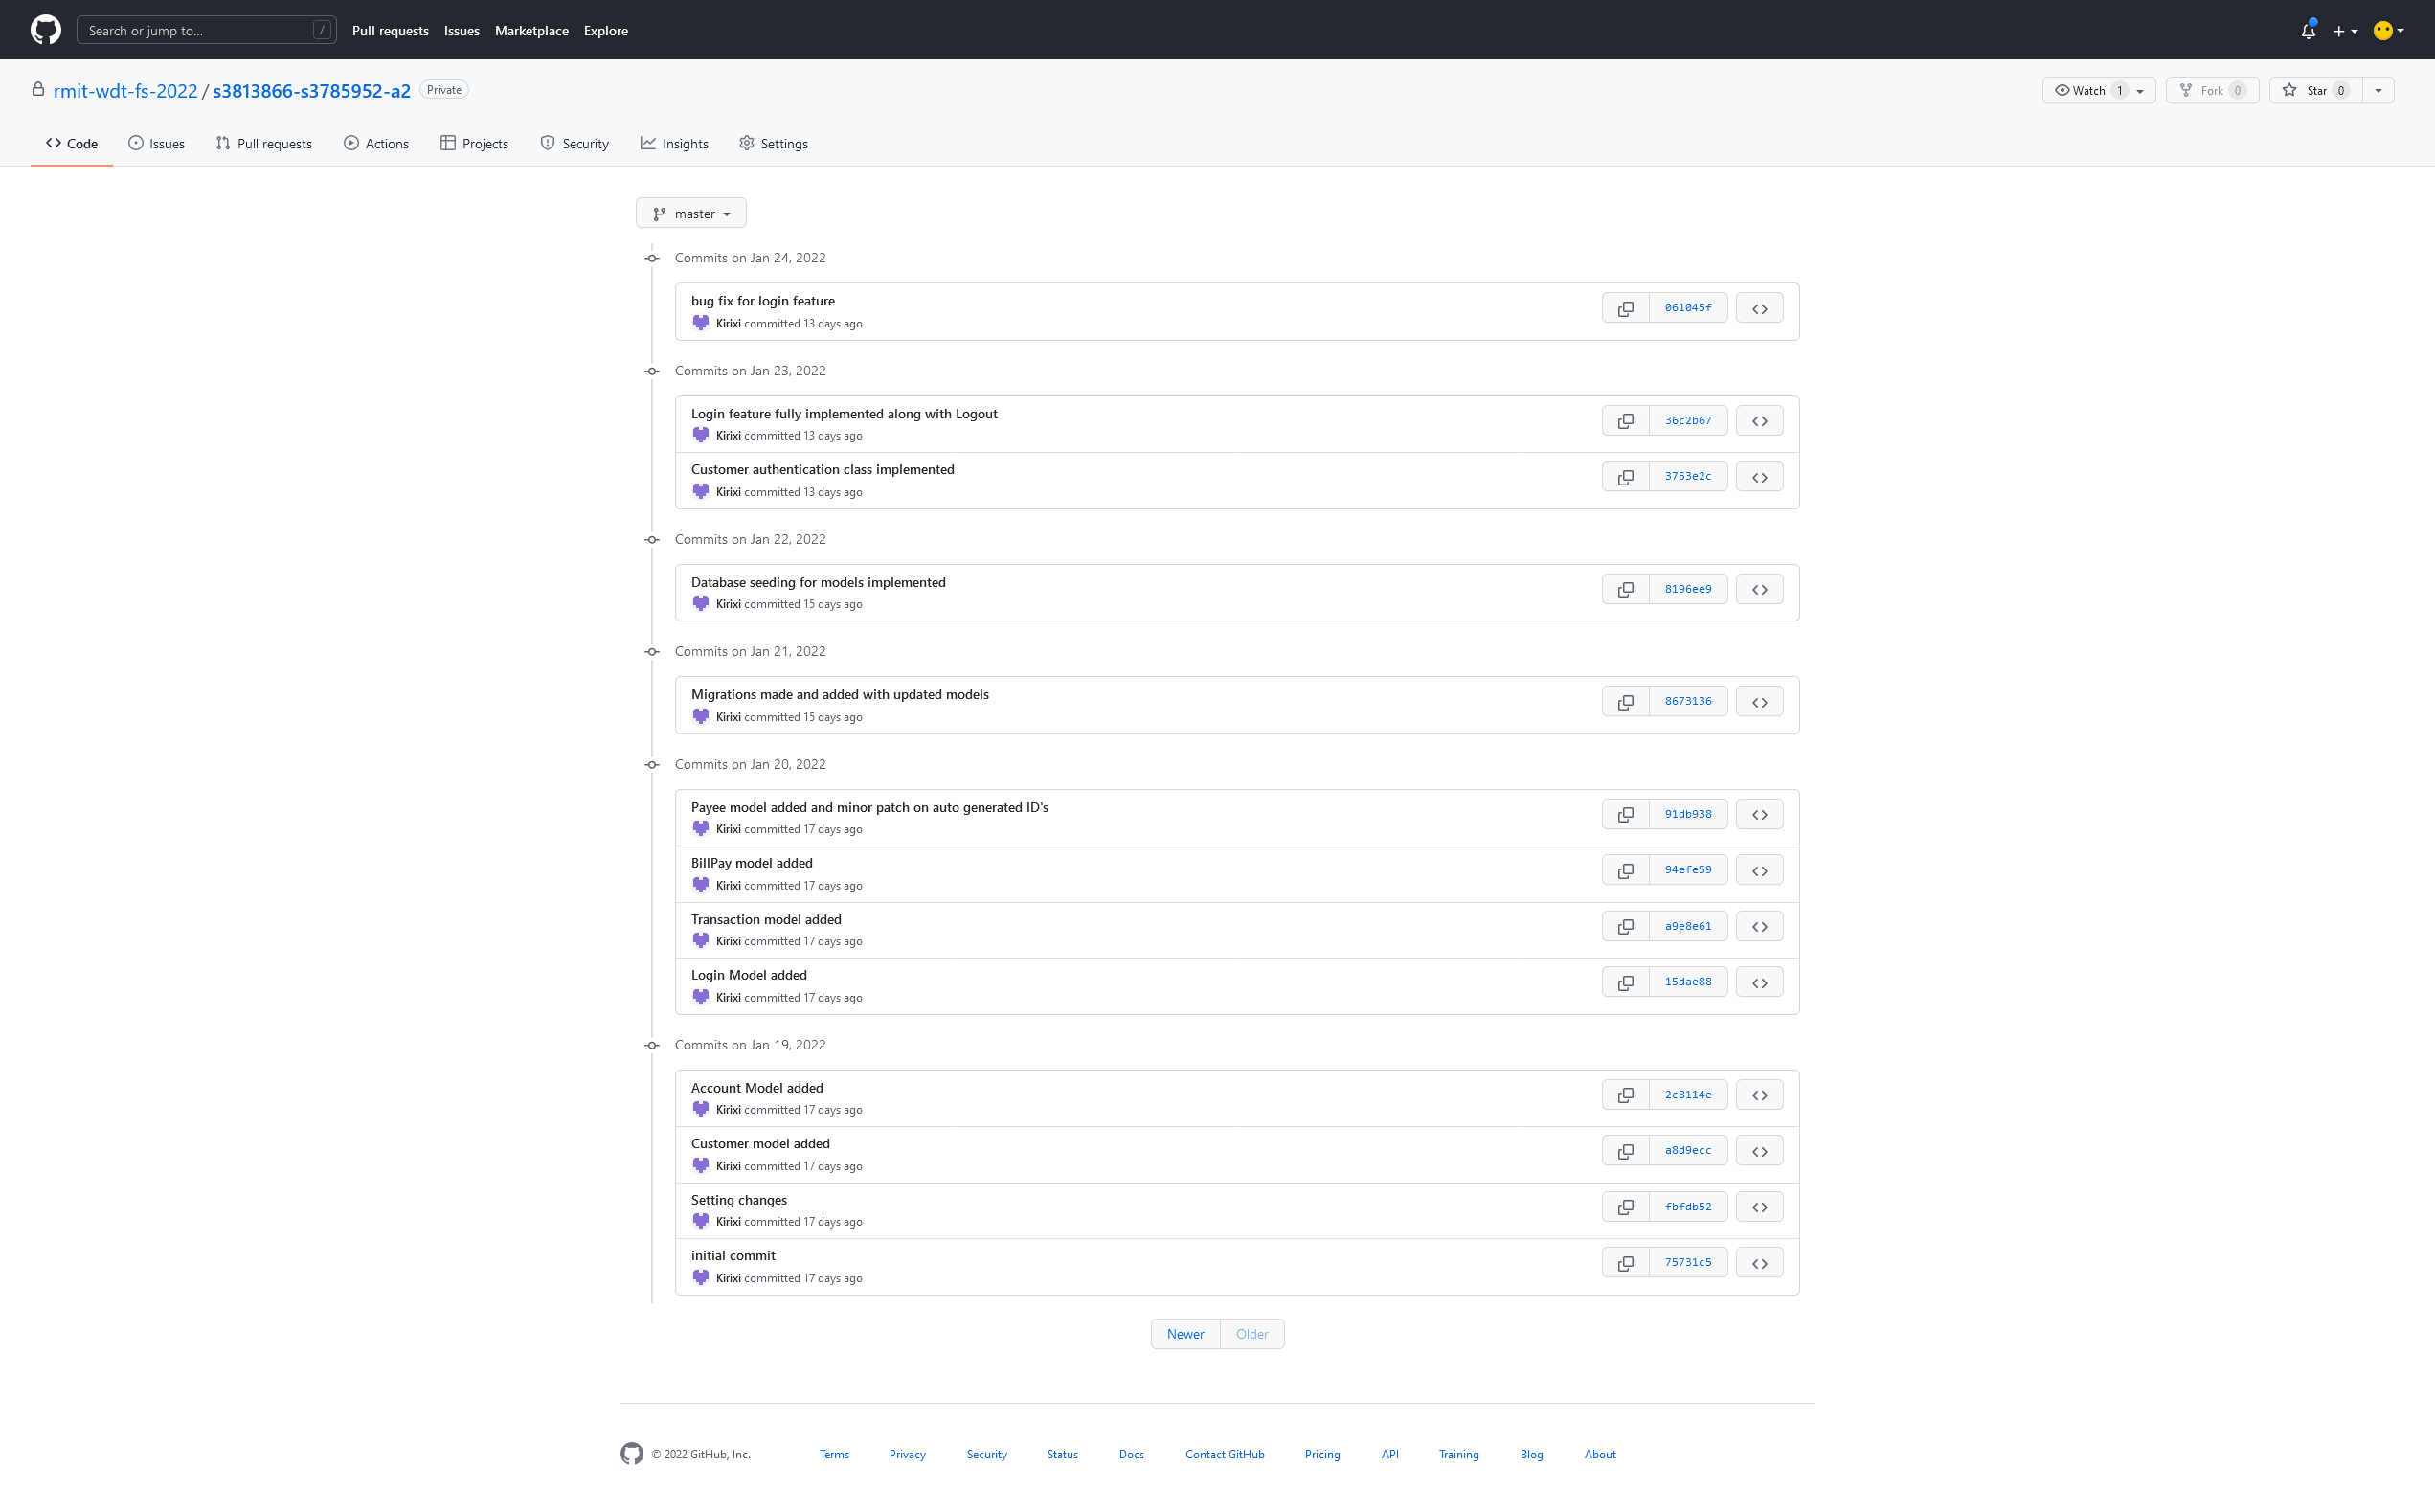 Search or jump to... /
Pull requests Issues Marketplace Explore
rmit-wdt-fs-2022 / s3813866-s3785952-a2 Private
Watch 1 Fork 0 Star 0
Code Issues Pull requests Actions Projects Security Insights Settings
master
Commits on Jan 24, 2022
bug fix for login feature
Kirixi committed 13 days ago
061045f
Commits on Jan 23, 2022
Login feature fully implemented along with Logout
Kirixi committed 13 days ago
36c2b67
Customer authentication class implemented
Kirixi committed 13 days ago
3753e2c
Commits on Jan 22, 2022
Database seeding for models implemented
Kirixi committed 15 days ago
8196ee9
Commits on Jan 21, 2022
Migrations made and added with updated models
Kirixi committed 15 days ago
8673136
Commits on Jan 20, 2022
Payee model added and minor patch on auto generated ID's
Kirixi committed 17 days ago
91db938
BillPay model added
Kirixi committed 17 days ago
94efe59
Transaction model added
Kirixi committed 17 days ago
a9e8e61
Login Model added
Kirixi committed 17 days ago
15dae88
Commits on Jan 19, 2022
Account Model added
Kirixi committed 17 days ago
2c8114e
Customer model added
Kirixi committed 17 days ago
a8d9ecc
Setting changes
Kirixi committed 17 days ago
fbfdb52
initial commit
Kirixi committed 17 days ago
75731c5
Newer Older
© 2022 GitHub, Inc. Terms Privacy Security Status Docs Contact GitHub Pricing API Training Blog About